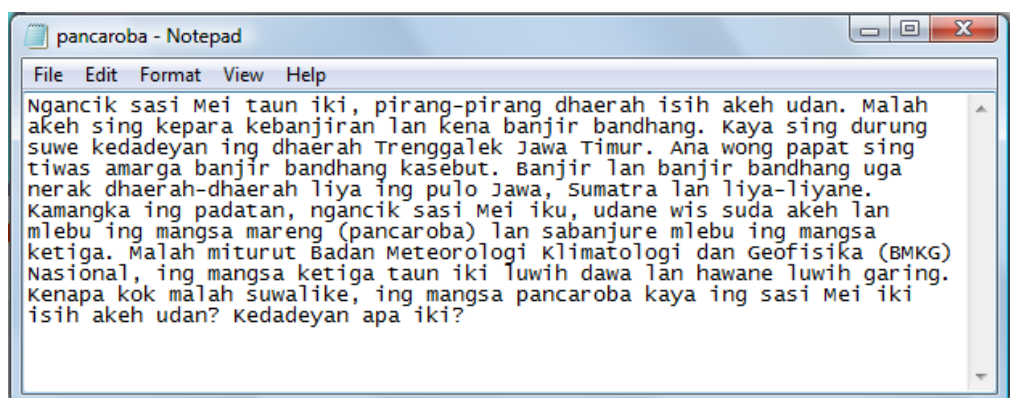 pancaroba - Notepad
File Edit Format View Help
Ngancik sasi Mei taun iki, pirang-pirang dhaerah isih akeh udan. Malah
akeh sing kepara kebanjiran lan kena banjir bandhang. Kaya sing durung
suwe kedadeyan ing dhaerah Trenggalek Jawa Timur. Ana wong papat sing
tiwas amarga banjir bandhang kasebut. Banjir lan banjir bandhang uga
nerak dhaerah-dhaerah liya ing pulo Jawa, Sumatra lan liya-liyane.
Kamangka ing padatan, ngancik sasi Mei iku, udane wis suda akeh lan
mlebu ing mangsa mareng (pancaroba) lan sabanjure mlebu ing mangsa
ketiga. Malah miturut Badan Meteorologi Klimatologi dan Geofisika (BMKG)
Nasional, ing mangsa ketiga taun iki luwih dawa lan hawane luwih garing.
Kenapa kok malah suwalike, ing mangsa pancaroba kaya ing sasi Mei iki
isih akeh udan? Kedadeyan apa iki?